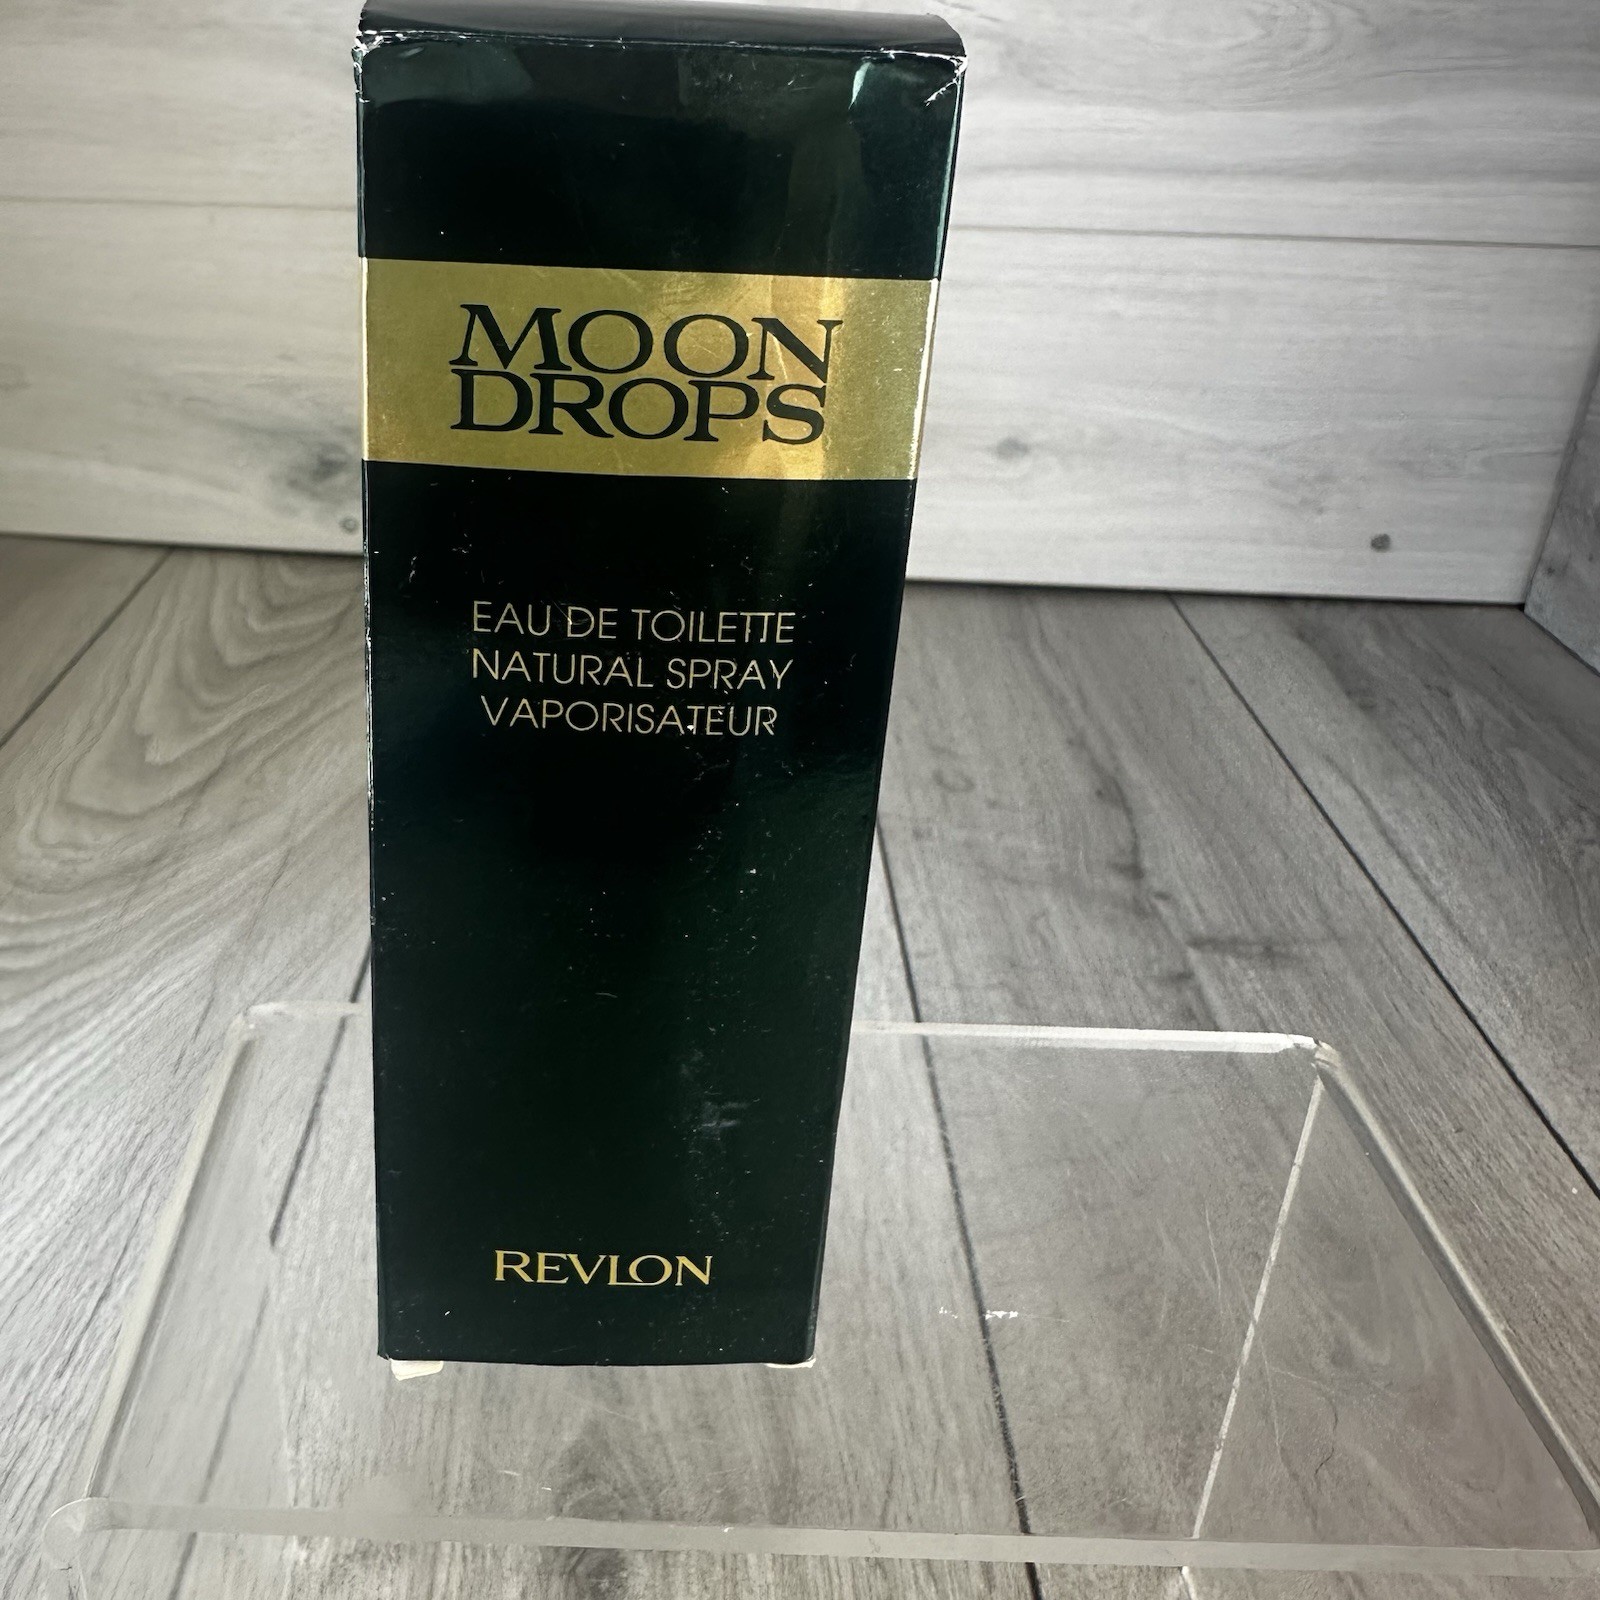 MOON
DROPS
EAU DE TOILETTE
NATURAL SPRAY
VAPORISATEUR
REVLON